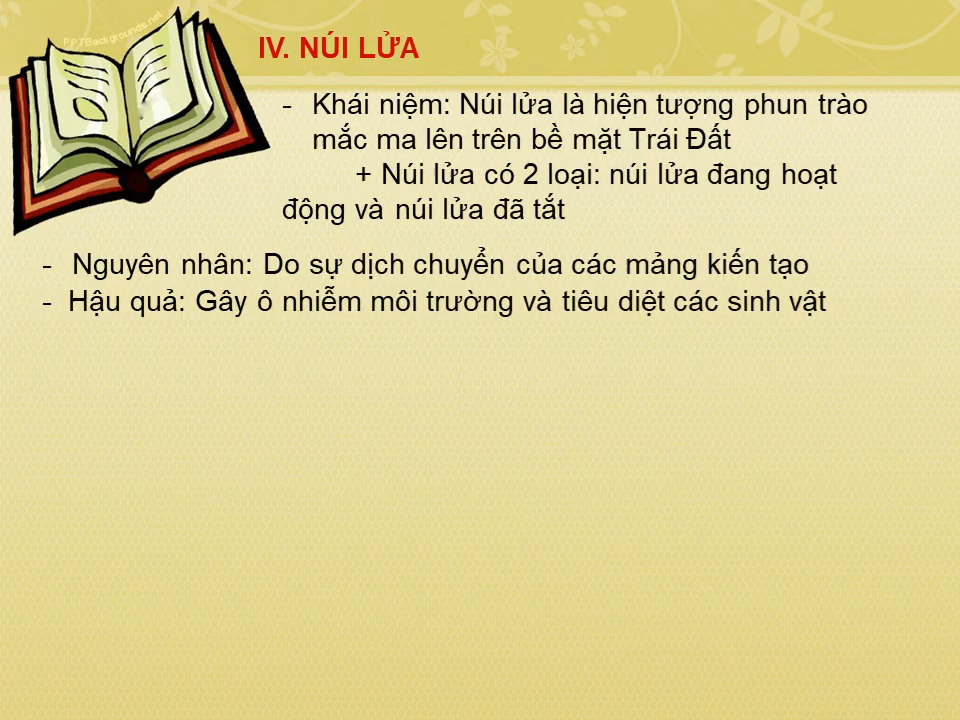 PPTBackgrounds.net
IV. NÚI LỬA
- Khái niệm: Núi lửa là hiện tượng phun trào
mắc ma lên trên bề mặt Trái Đất
+ Núi lửa có 2 loại: núi lửa đang hoạt
động và núi lửa đã tắt
- Nguyên nhân: Do sự dịch chuyển của các mảng kiến tạo
- Hậu quả: Gây ô nhiễm môi trường và tiêu diệt các sinh vật